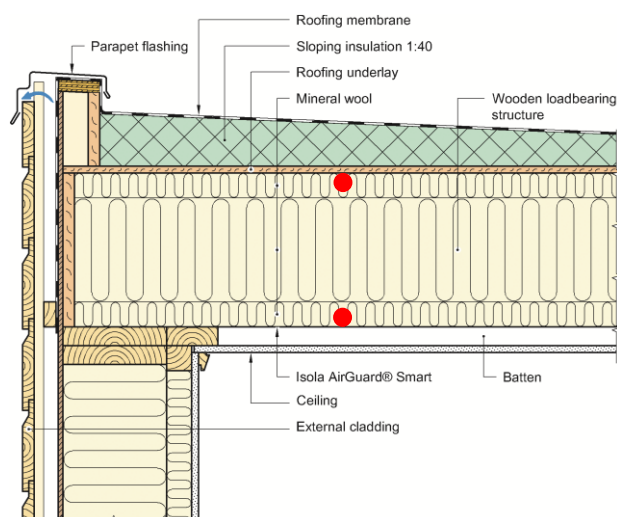 Roofing membrane
Parapet flashing
Sloping insulation 1:40
Roofing underlay
Mineral wool
Wooden loadbearing
structure
Isola AirGuard® Smart
Batten
Ceiling
External cladding